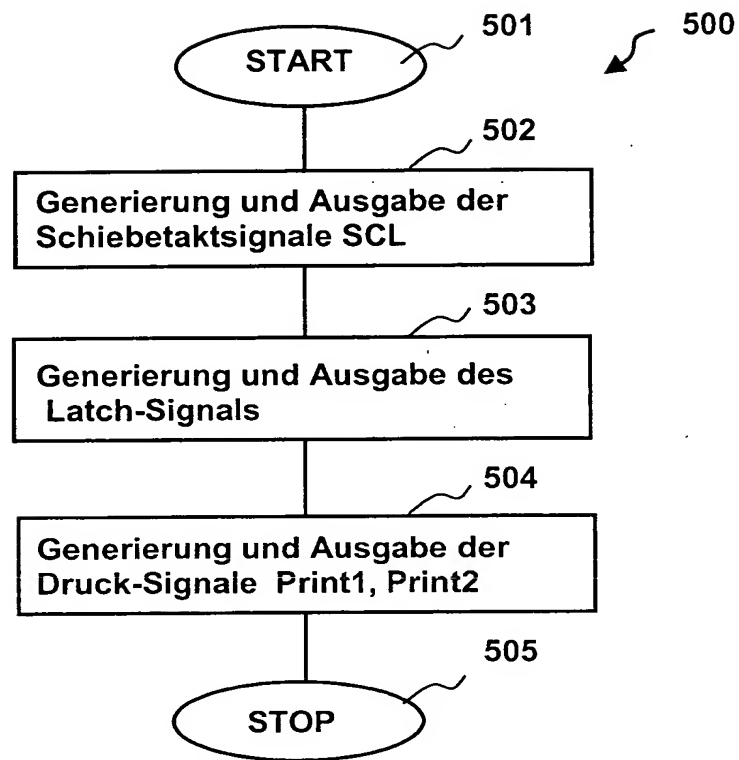 501
500
START
502
Generierung und Ausgabe der
Schiebetaktsignale SCL
503
Generierung und Ausgabe des
Latch-Signals
504
Generierung und Ausgabe der
Druck-Signale Print1, Print2
505
STOP